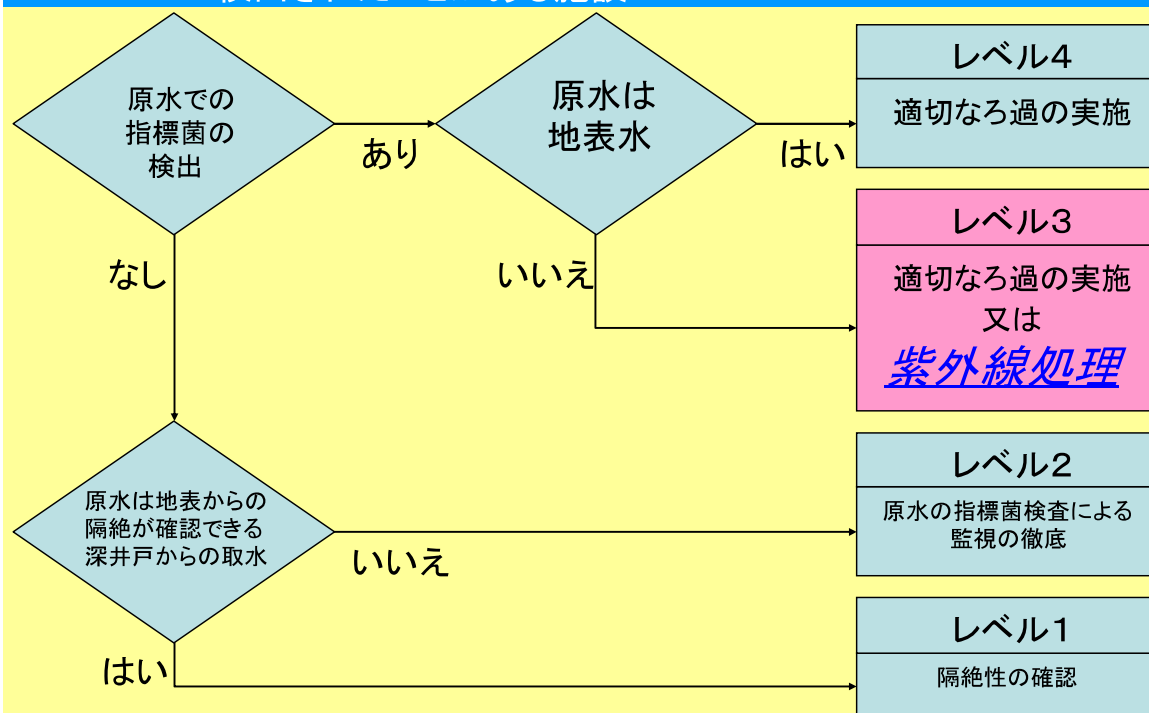 原水での
指標菌の
検出
あり
原水は
地表水
はい
レベル4
適切なろ過の実施
なし
いいえ
レベル3
適切なろ過の実施
又は
紫外線処理
原水は地表からの
隔絶が確認できる
深井戸からの取水
いいえ
レベル2
原水の指標菌検査による
監視の徹底
はい
レベル1
隔絶性の確認